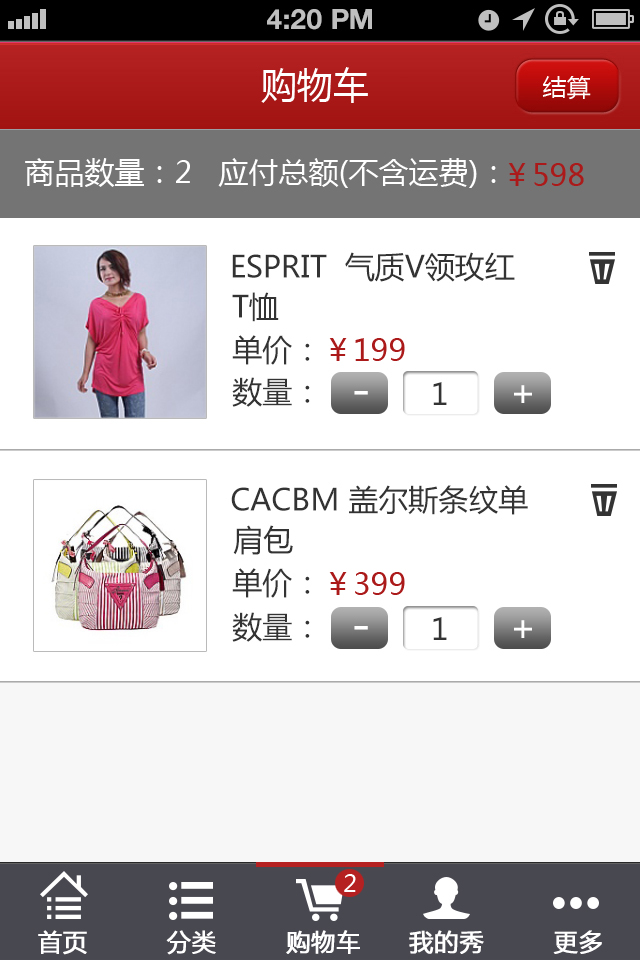 4:20 PM
购物车 结算
商品数量：2 应付总额(不含运费)：¥598
ESPRIT 气质V领玫红
T恤
单价：¥199
数量： - 1 +
CACBM 盖尔斯条纹单
肩包
单价：¥399
数量： - 1 +
2
首页 分类 购物车 我的秀 更多